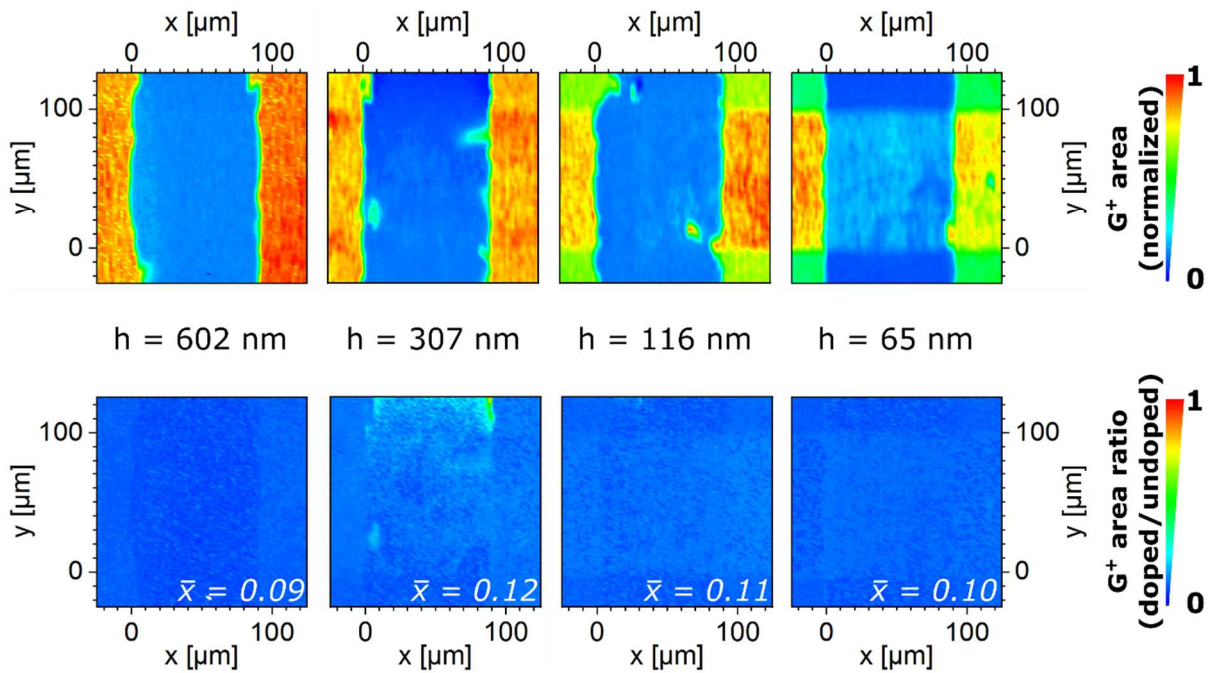 x [µm] x [µm] x [µm] x [µm]
0 100 0 100 0 100 0 100
y [µm]
100
0
100
0
y [µm]
1
0
G⁺ area
(normalized)
h = 602 nm h = 307 nm h = 116 nm h = 65 nm
y [µm]
100
0
x̄ = 0.09 x̄ = 0.12 x̄ = 0.11 x̄ = 0.10
100
0
y [µm]
1
0
G⁺ area ratio
(doped/undoped)
0 100 0 100 0 100 0 100
x [µm] x [µm] x [µm] x [µm]